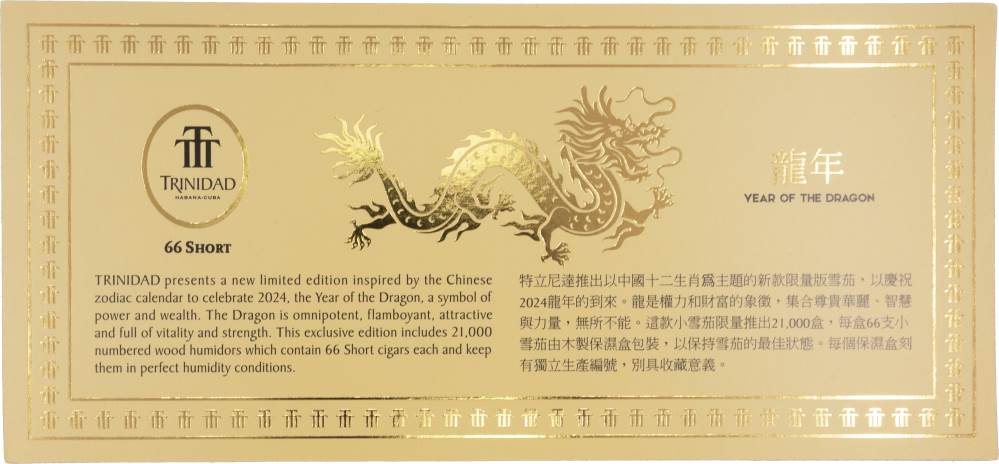 TRINIDAD
HABANA-CUBA
66 SHORT
TRINIDAD presents a new limited edition inspired by the Chinese
zodiac calendar to celebrate 2024, the Year of the Dragon, a symbol of
power and wealth. The Dragon is omnipotent, flamboyant, attractive
and full of vitality and strength. This exclusive edition includes 21,000
numbered wood humidors which contain 66 Short cigars each and keep
them in perfect humidity conditions.
龍年
YEAR OF THE DRAGON
特立尼達推出以中國十二生肖爲主題的新款限量版雪茄，以慶祝
2024龍年的到來。龍是權力和財富的象徵，集合尊貴華麗、智慧
與力量，無所不能。這款小雪茄限量推出21,000盒，每盒66支小
雪茄由木製保濕盒包裝，以保持雪茄的最佳狀態。每個保濕盒刻
有獨立生產編號，別具收藏意義。